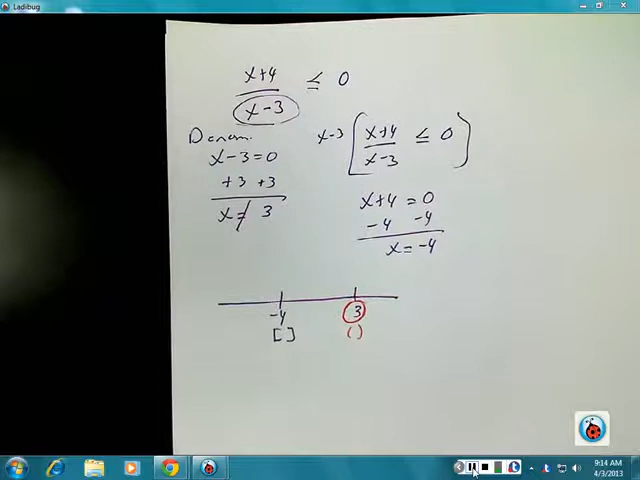 Ladibug
x+4
x-3
≤ 0
Denom.
x-3=0
+3 +3
x≠ 3
x-3 [ x+4 ≤ 0 ]
x-3
x+4 = 0
-4 -4
x= -4
-4 3
[ ] ( )
9:14 AM
4/3/2013